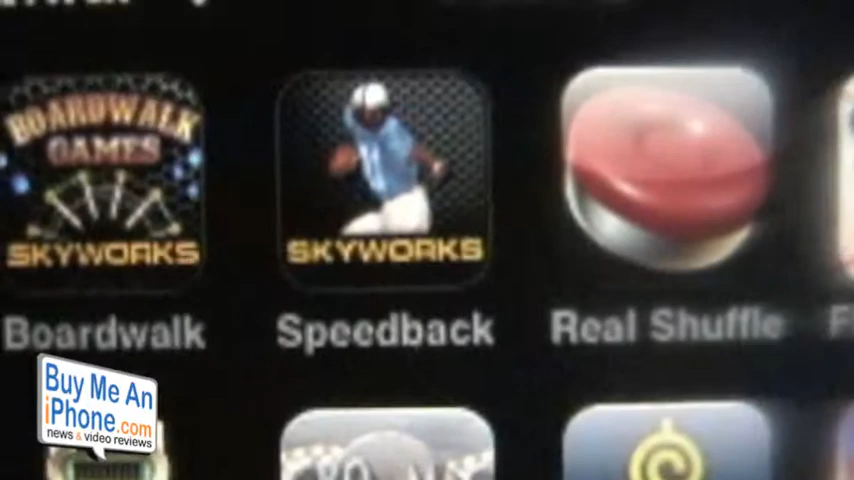 BOARDWALK
GAMES
SKYWORKS
SKYWORKS
Boardwalk
Speedback
Real Shuffle
Buy Me An
iPhone.com
news & video reviews